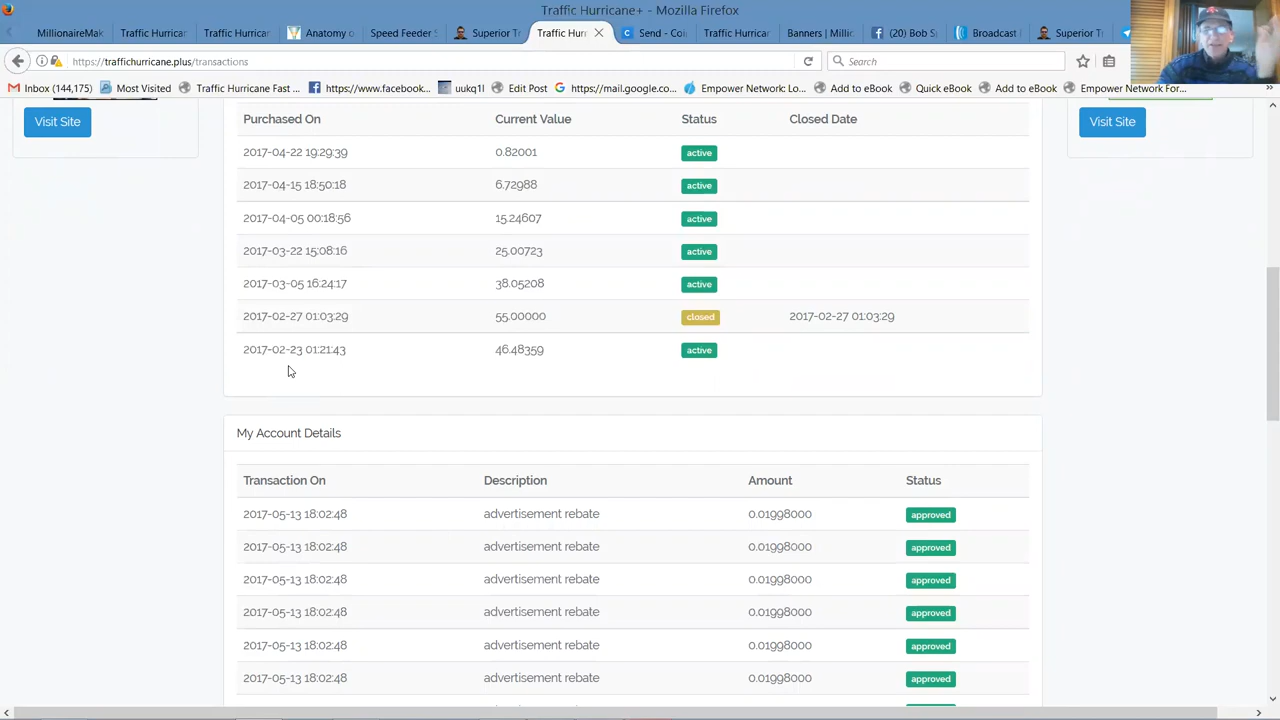 Traffic Hurricane+ - Mozilla Firefox
MillionaireMak
Traffic Hurricar
Traffic Hurricar
Anatomy o
Speed Feeder
Superior
Traffic Hurr
Send - Coi
Traffic Hurricar
Banners | Milli
(20) Bob S
Broadcast
Superior T
https://traffichurricane.plus/transactions
Search
Inbox (144,175)
Most Visited
Traffic Hurricane Fast ...
https://www.facebook...
uukq1l
Edit Post
https://mail.google.co...
Empower Network: Lo...
Add to eBook
Quick eBook
Add to eBook
Empower Network For...
Visit Site
Visit Site
Purchased On Current Value Status Closed Date
2017-04-22 19:29:39 0.82001 active
2017-04-15 18:50:18 6.72988 active
2017-04-05 00:18:56 15.24607 active
2017-03-22 15:08:16 25.00723 active
2017-03-05 16:24:17 38.05208 active
2017-02-27 01:03:29 55.00000 closed 2017-02-27 01:03:29
2017-02-23 01:21:43 46.48359 active
My Account Details
Transaction On Description Amount Status
2017-05-13 18:02:48 advertisement rebate 0.01998000 approved
2017-05-13 18:02:48 advertisement rebate 0.01998000 approved
2017-05-13 18:02:48 advertisement rebate 0.01998000 approved
2017-05-13 18:02:48 advertisement rebate 0.01998000 approved
2017-05-13 18:02:48 advertisement rebate 0.01998000 approved
2017-05-13 18:02:48 advertisement rebate 0.01998000 approved